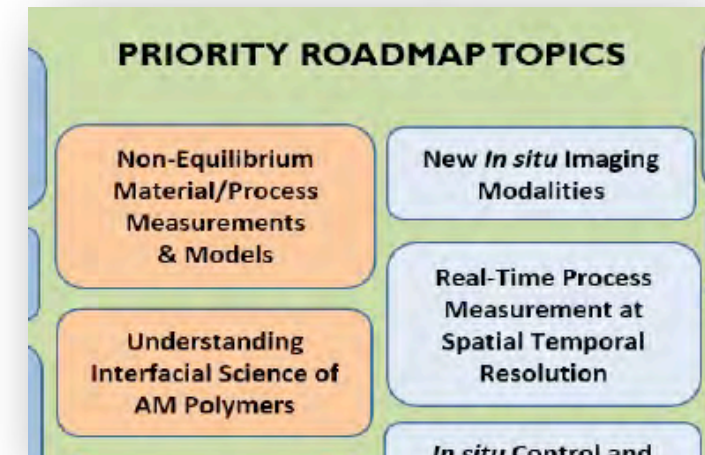 PRIORITY ROADMAP TOPICS
Non-Equilibrium
Material/Process
Measurements
& Models
Understanding
Interfacial Science of
AM Polymers
New In situ Imaging
Modalities
Real-Time Process
Measurement at
Spatial Temporal
Resolution
In situ Control and